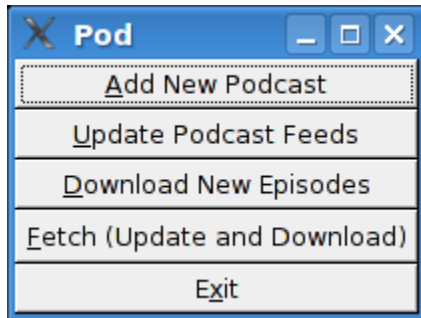 Pod
Add New Podcast
Update Podcast Feeds
Download New Episodes
Fetch (Update and Download)
Exit